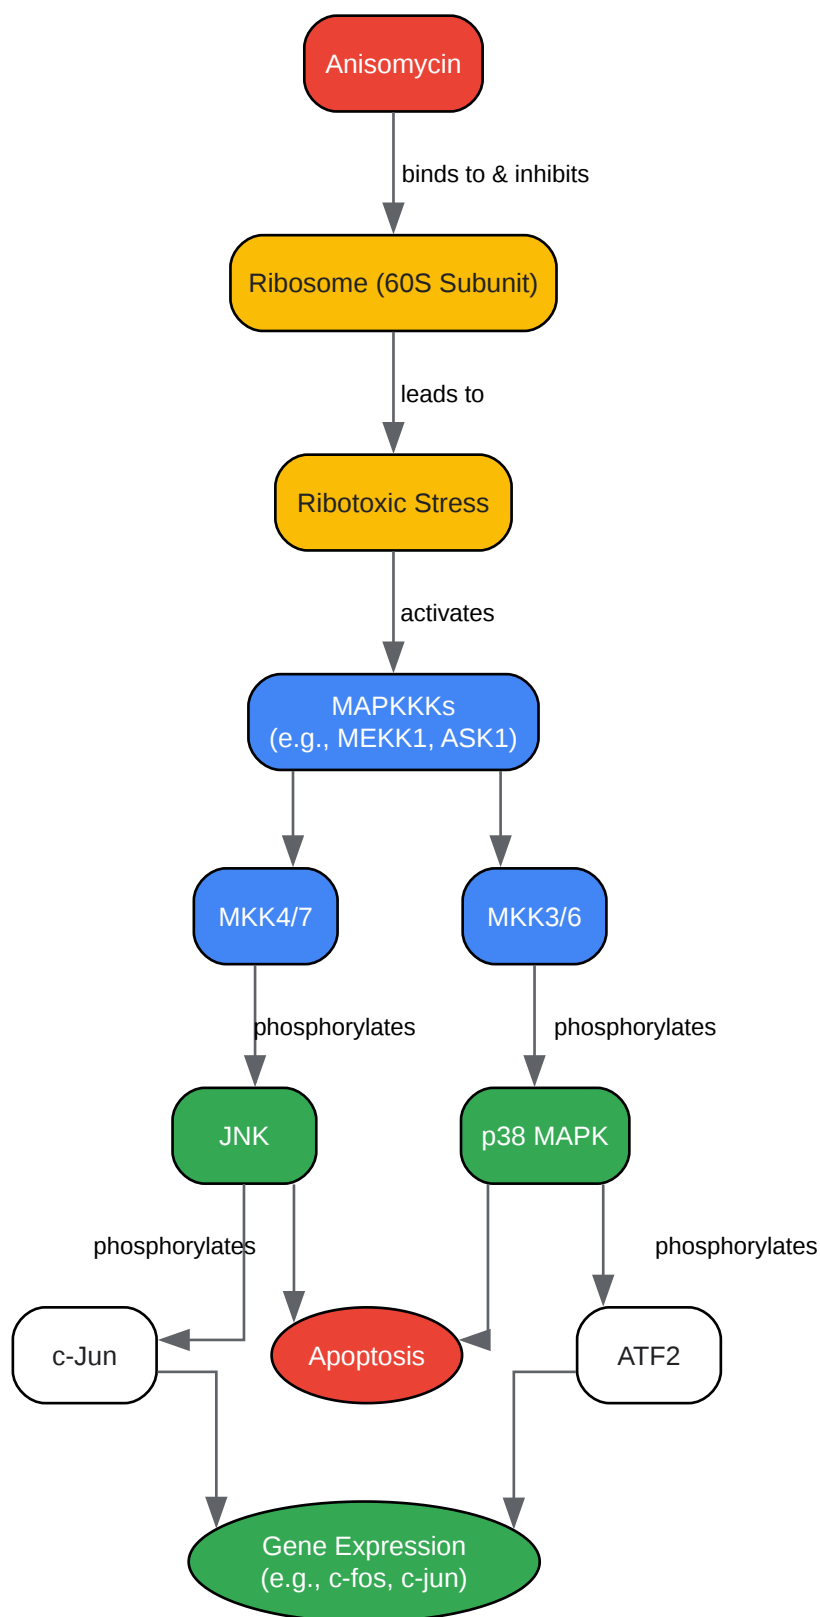 Anisomycin
binds to & inhibits
Ribosome (60S Subunit)
leads to
Ribotoxic Stress
activates
MAPKKKs
(e.g., MEKK1, ASK1)
MKK4/7
MKK3/6
phosphorylates
phosphorylates
JNK
p38 MAPK
phosphorylates
phosphorylates
c-Jun
Apoptosis
ATF2
Gene Expression
(e.g., c-fos, c-jun)